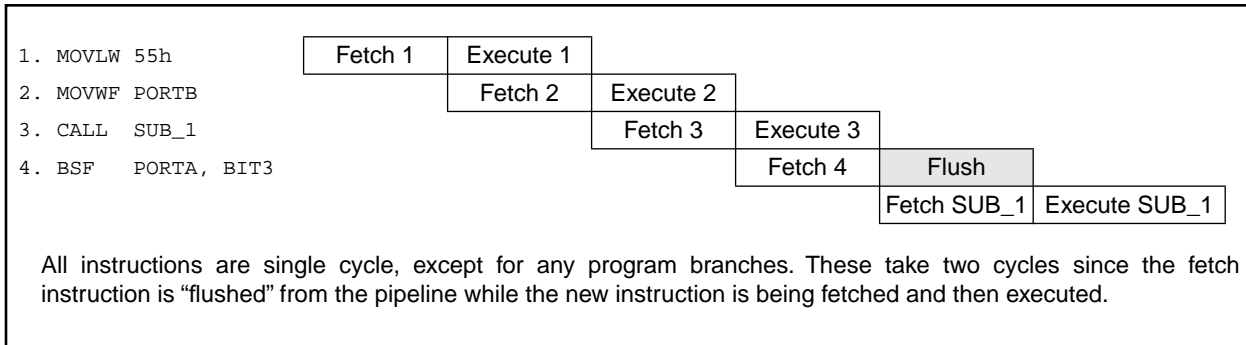 1. MOVLW 55h Fetch 1 Execute 1
2. MOVWF PORTB Fetch 2 Execute 2
3. CALL SUB_1 Fetch 3 Execute 3
4. BSF PORTA, BIT3 Fetch 4 Flush
Fetch SUB_1 Execute SUB_1
All instructions are single cycle, except for any program branches. These take two cycles since the fetch
instruction is “flushed” from the pipeline while the new instruction is being fetched and then executed.